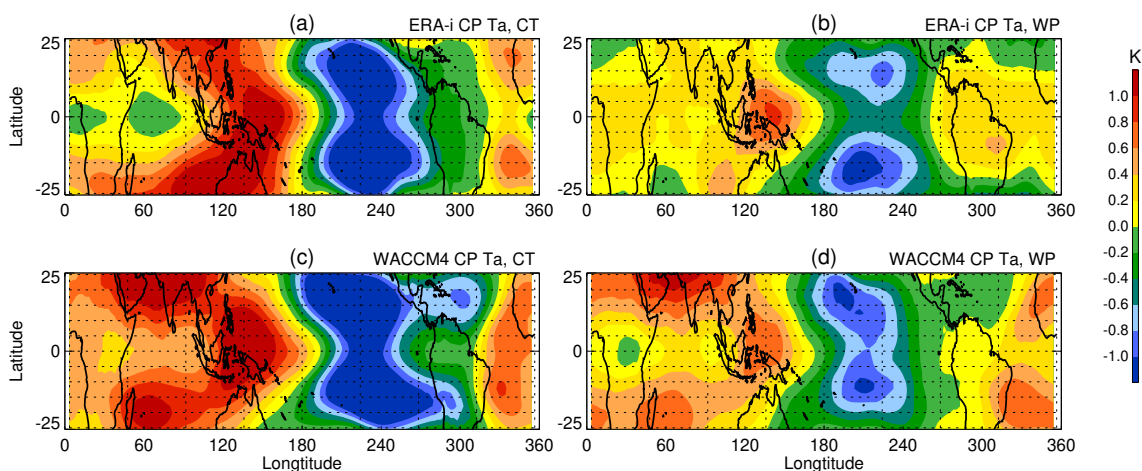 (a) ERA-i CP Ta, CT
(b) ERA-i CP Ta, WP
25
0
-25
Latitude
0 60 120 180 240 300 360
25
0
-25
0 60 120 180 240 300 360
K
1.0
0.8
0.6
0.4
0.2
0.0
-0.2
-0.4
-0.6
-0.8
-1.0
(c) WACCM4 CP Ta, CT
(d) WACCM4 CP Ta, WP
25
0
-25
Latitude
0 60 120 180 240 300 360
Longtitude
25
0
-25
0 60 120 180 240 300 360
Longtitude